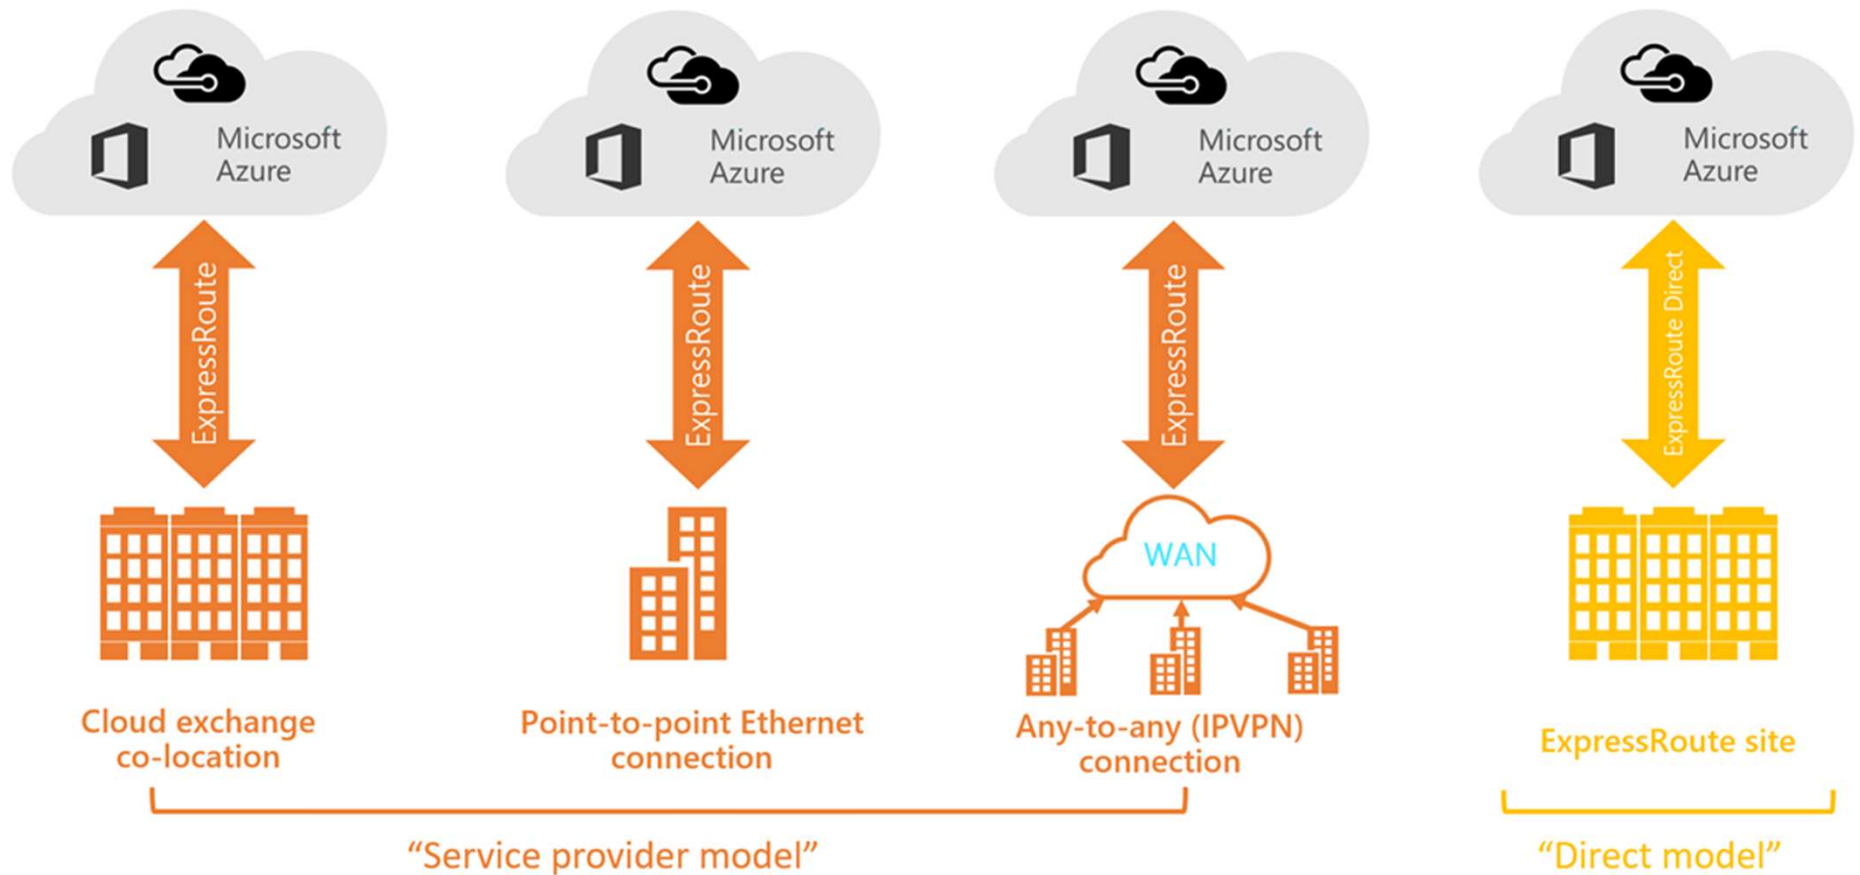 Microsoft
Azure
Microsoft
Azure
Microsoft
Azure
Microsoft
Azure
ExpressRoute
ExpressRoute
ExpressRoute
ExpressRoute Direct
WAN
Cloud exchange
co-location
Point-to-point Ethernet
connection
Any-to-any (IPVPN)
connection
ExpressRoute site
“Service provider model”
“Direct model”